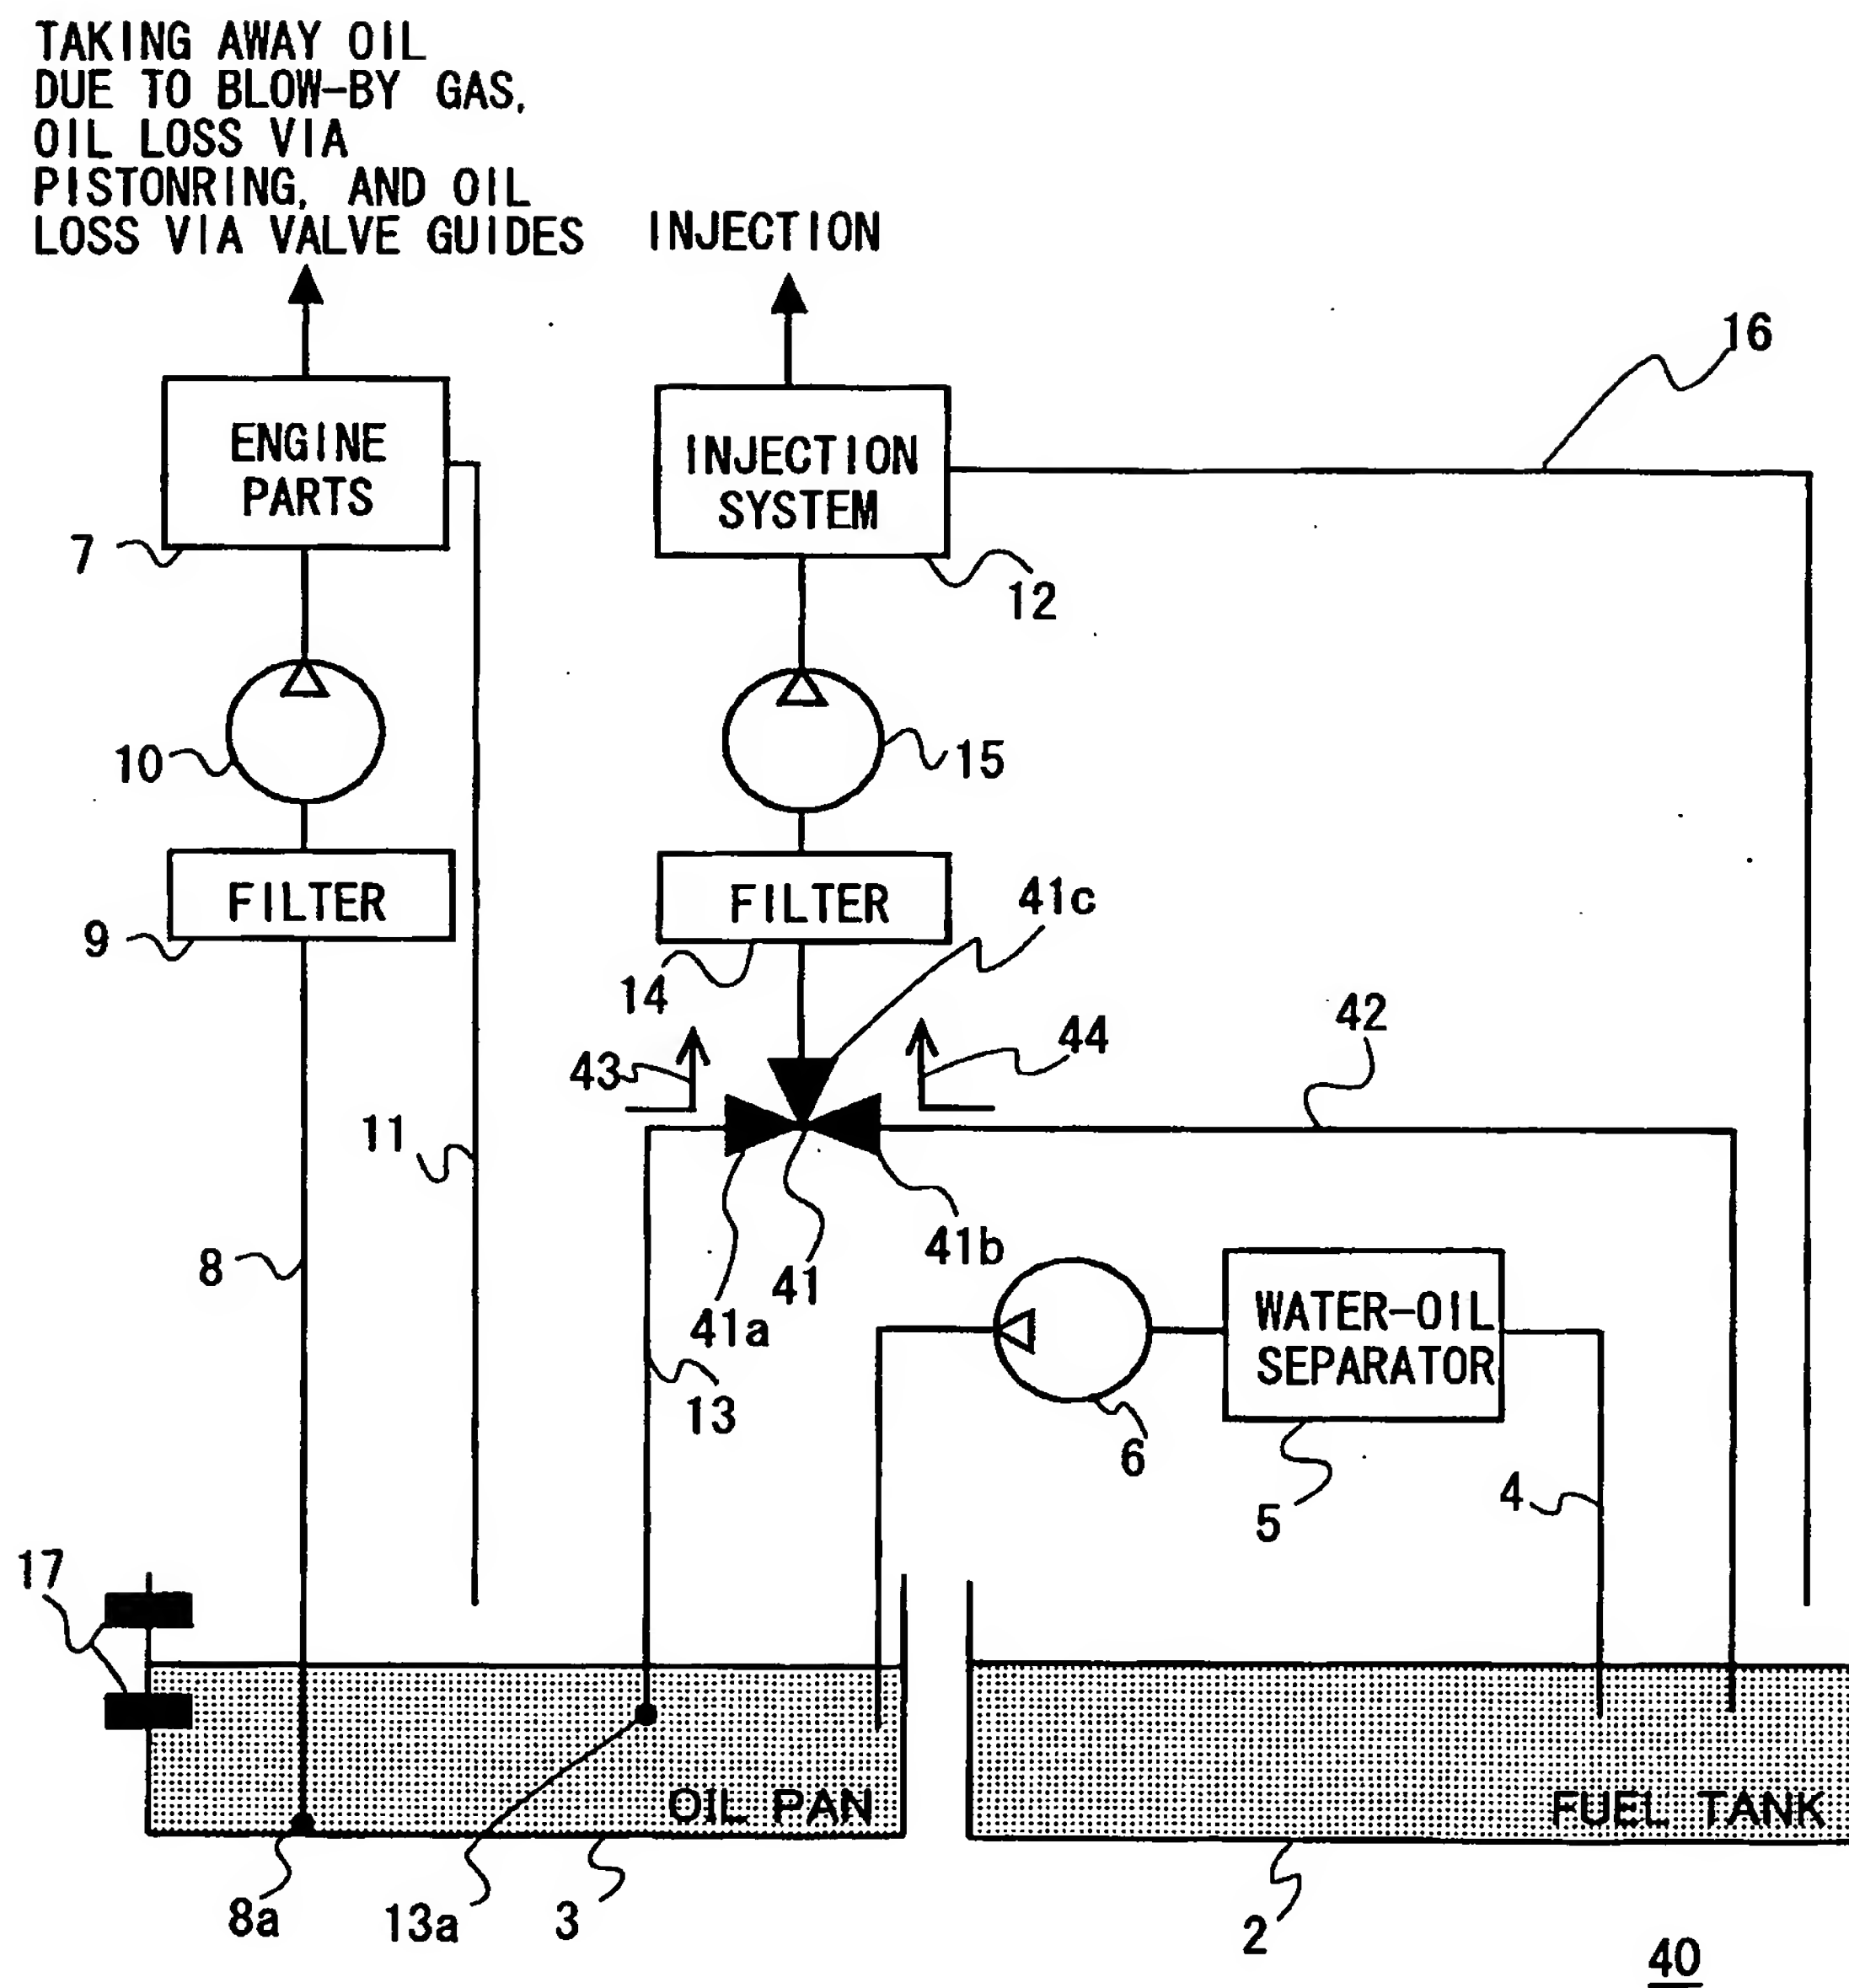 TAKING AWAY OIL
DUE TO BLOW-BY GAS,
OIL LOSS VIA
PISTONRING, AND OIL
LOSS VIA VALVE GUIDES
INJECTION
16
ENGINE
PARTS
INJECTION
SYSTEM
7
12
10
15
FILTER
FILTER
41c
9
14
42
43
44
11
8
41b
41
41a
WATER-OIL
SEPARATOR
13
6
5
4
17
OIL PAN
FUEL TANK
8a
13a
3
2
40